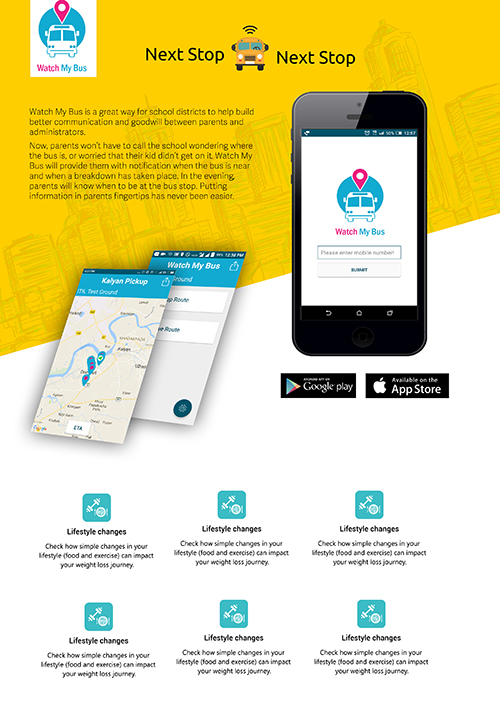 Watch My Bus
Next Stop
Next Stop
Watch My Bus is a great way for school districts to help build
better communication and goodwill between parents and
administrators.
Now, parents won't have to call the school wondering where
the bus is, or worried that their kid didn't get on it, Watch My
Bus will provide them with notification when the bus is near
and when a breakdown has taken place, In the evening,
parents will know when to be at the bus stop. Putting
information in parents fingertips has never been easier.
50% 12:57
Watch My Bus
Please enter mobile number!
SUBMIT
99% 12:38 PM
Watch My Bus
Ground
Route
Route
Kalyan Pickup
Test Ground
Kalyan
ETA
ANDROID APP ON
Google play
Available on the
App Store
Lifestyle changes
Check how simple changes in your
lifestyle (food and exercise) can impact
your weight loss journey.
Lifestyle changes
Check how simple changes in your
lifestyle (food and exercise) can impact
your weight loss journey.
Lifestyle changes
Check how simple changes in your
lifestyle (food and exercise) can impact
your weight loss journey.
Lifestyle changes
Check how simple changes in your
lifestyle (food and exercise) can impact
your weight loss journey.
Lifestyle changes
Check how simple changes in your
lifestyle (food and exercise) can impact
your weight loss journey.
Lifestyle changes
Check how simple changes in your
lifestyle (food and exercise) can impact
your weight loss journey.